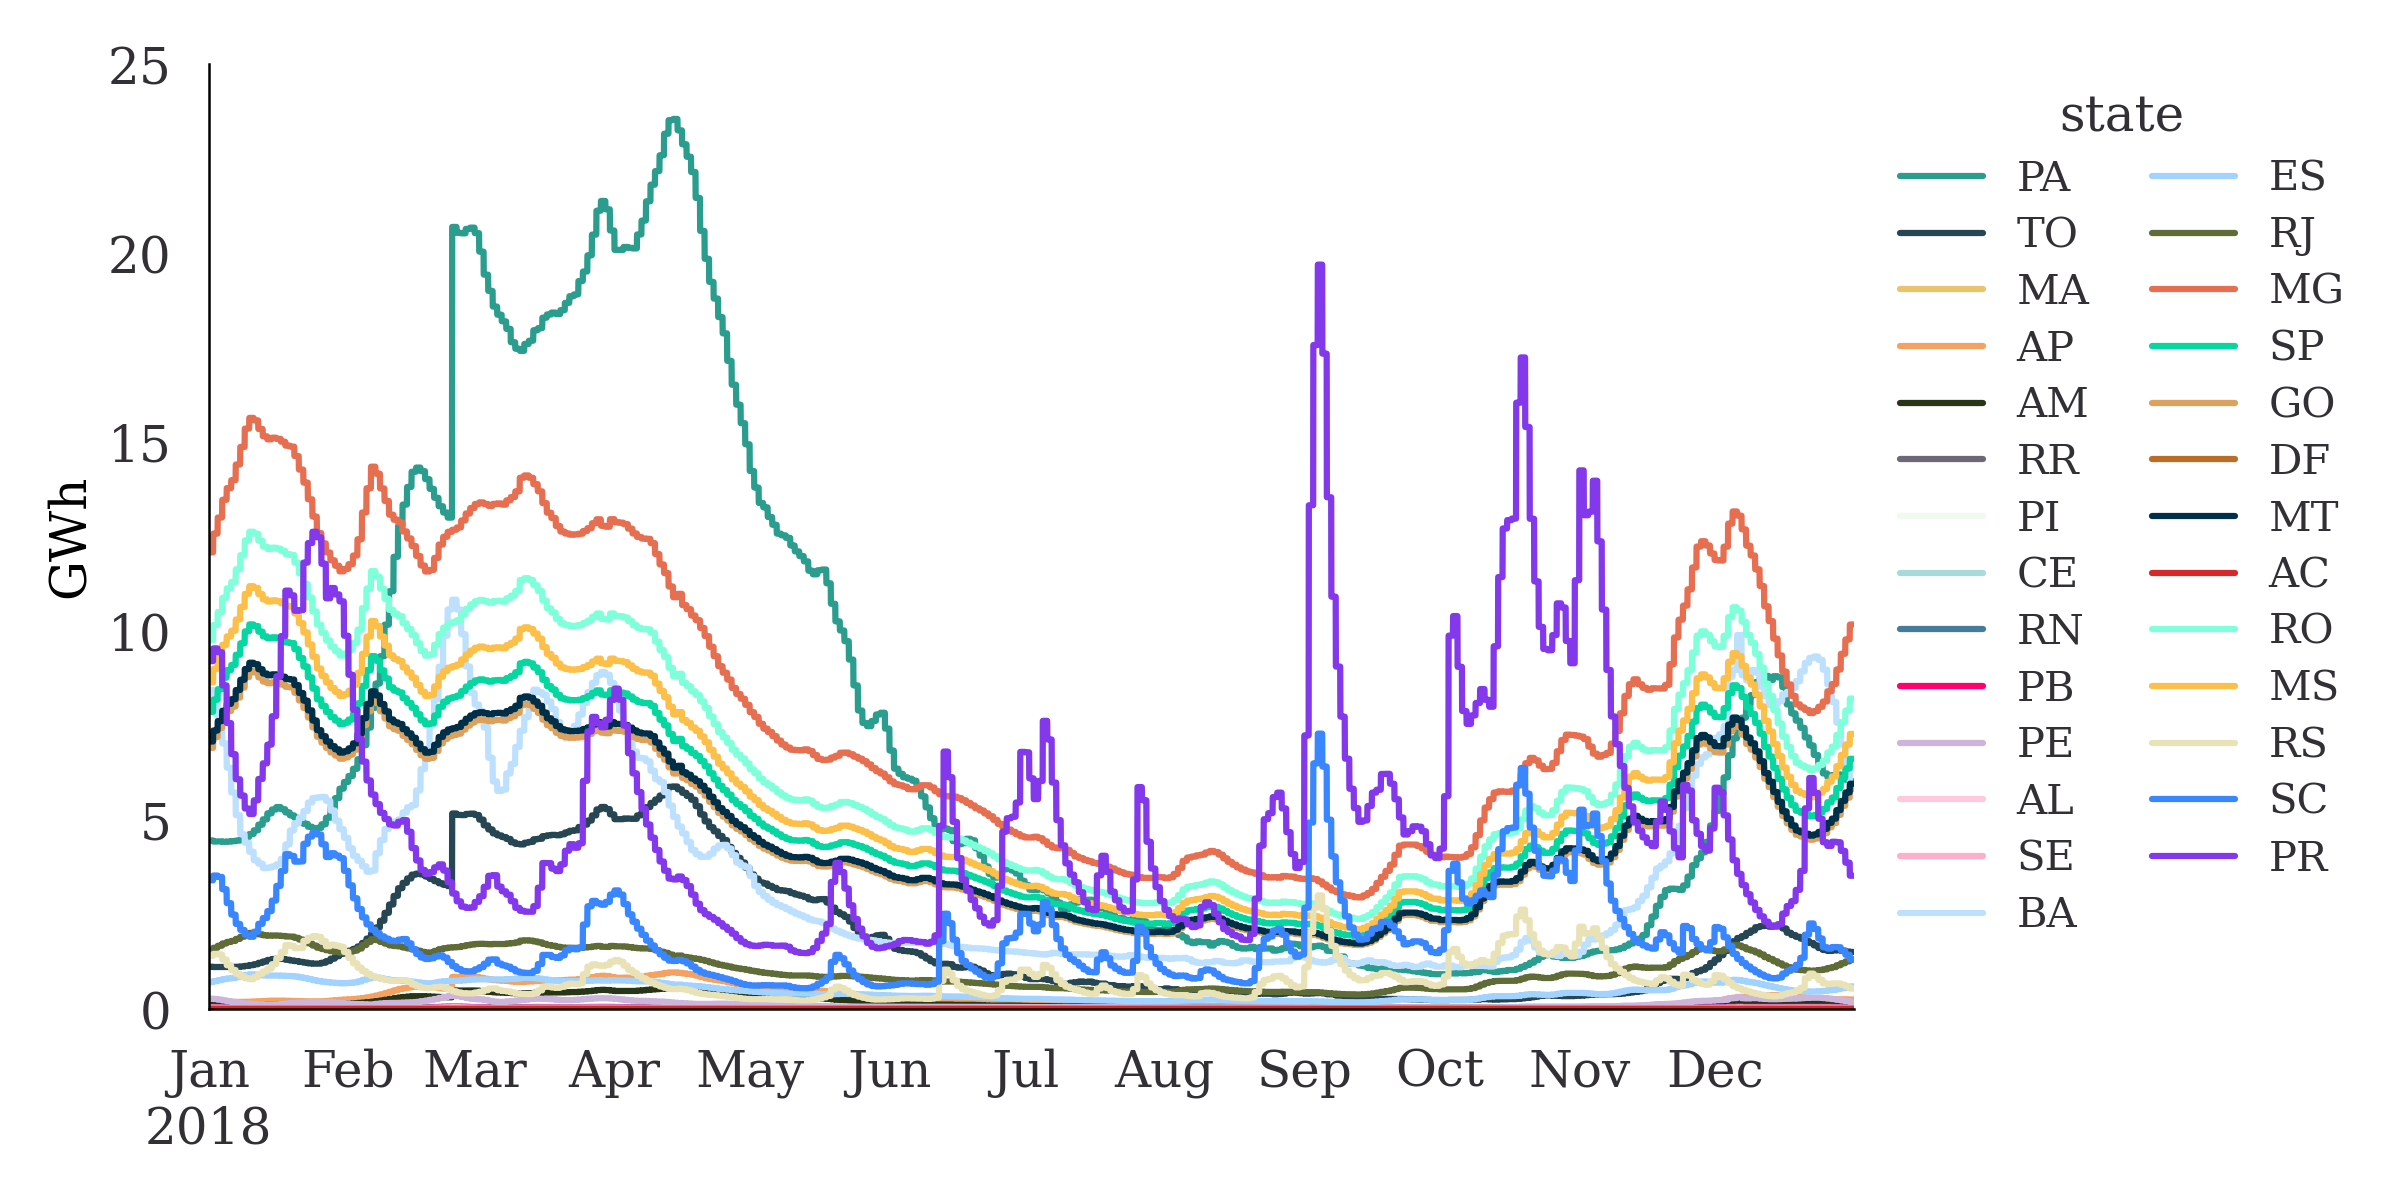 25
20
15
10
5
0
GWh
Jan Feb Mar Apr May Jun Jul Aug Sep Oct Nov Dec
2018
state
PA
TO
MA
AP
AM
RR
PI
CE
RN
PB
PE
AL
SE
BA
ES
RJ
MG
SP
GO
DF
MT
AC
RO
MS
RS
SC
PR